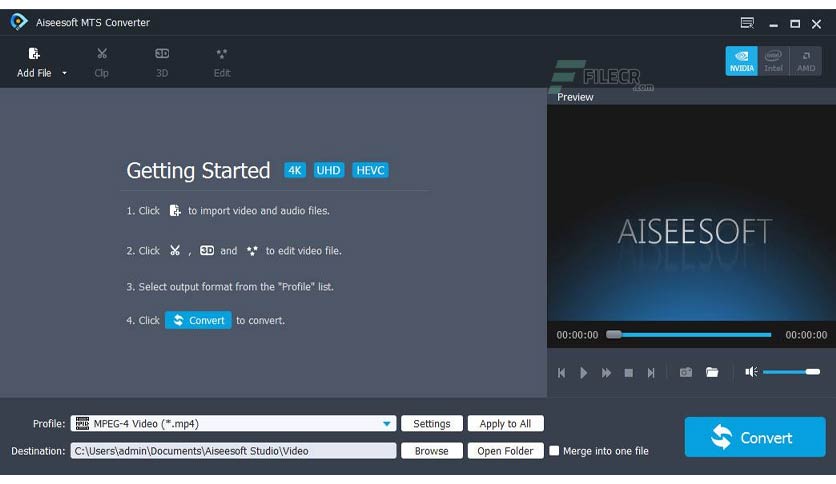 Aiseesoft MTS Converter
Add File
Clip
3D
Edit
FILECR
.com
NVIDIA
Intel
AMD
Preview
Getting Started 4K UHD HEVC
1. Click to import video and audio files.
2. Click , 3D and to edit video file.
3. Select output format from the "Profile" list.
4. Click Convert to convert.
AISEESOFT
00:00:00 00:00:00
Profile: MPEG-4 Video (*.mp4) Settings Apply to All
Convert
Destination: C:\Users\admin\Documents\Aiseesoft Studio\Video Browse Open Folder Merge into one file